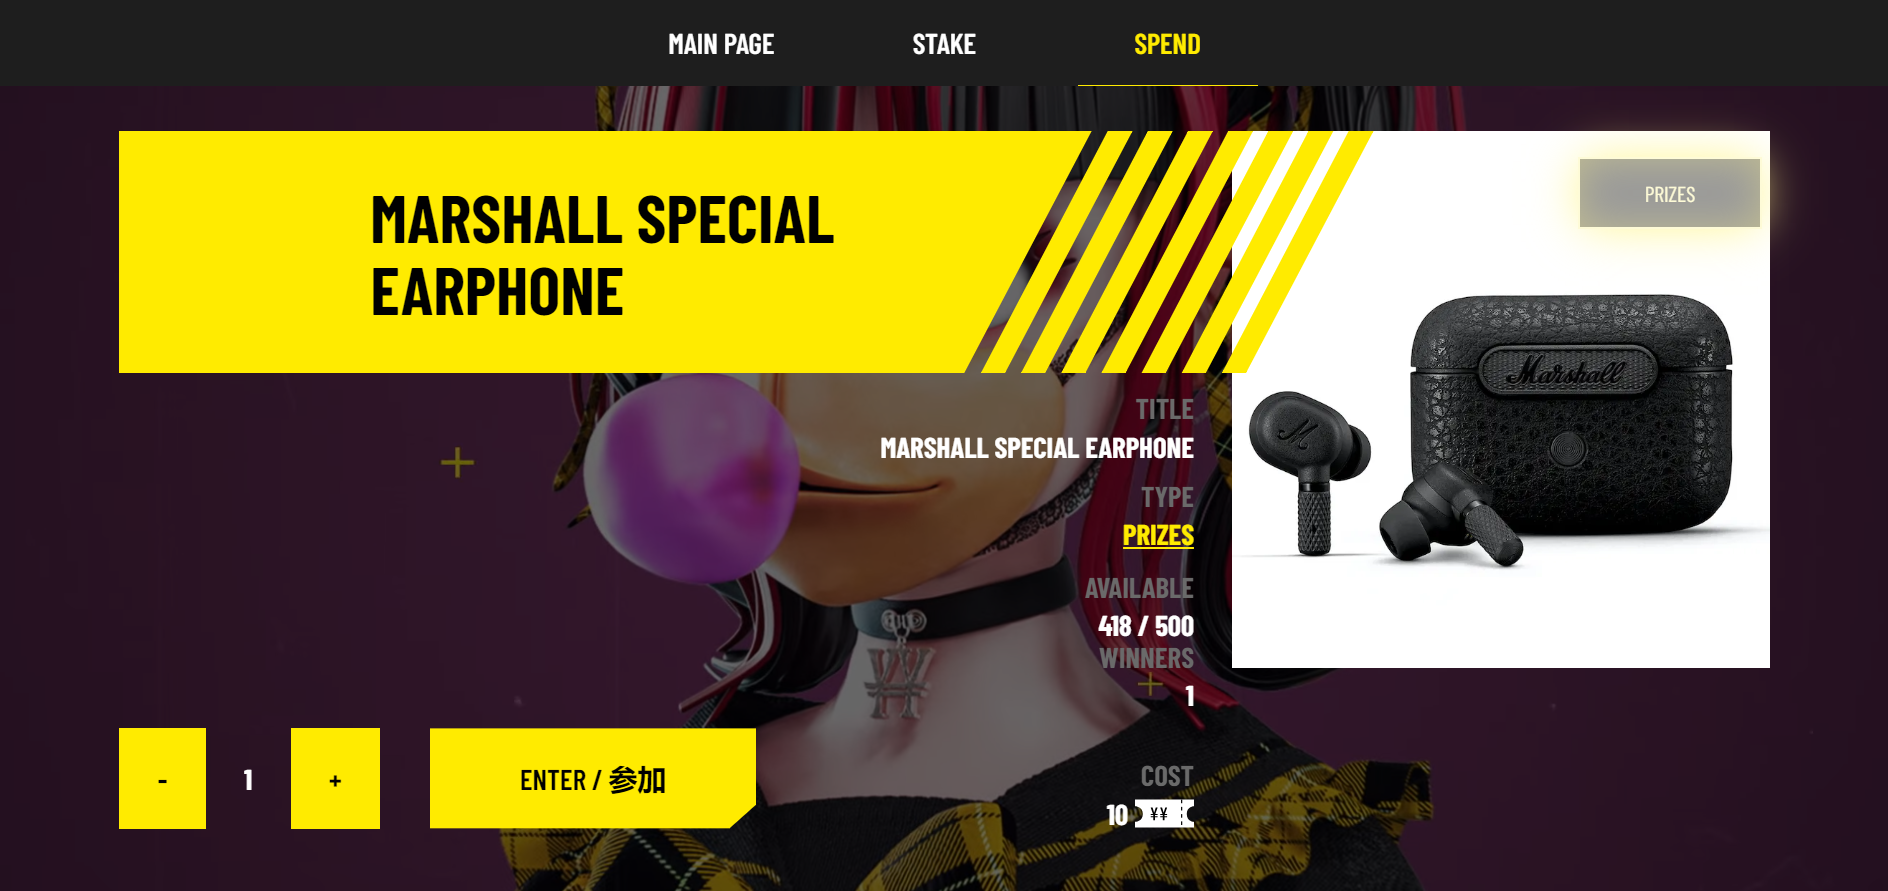 MAIN PAGE
STAKE
SPEND
MARSHALL SPECIAL
EARPHONE
PRIZES
Marshall
M
TITLE
MARSHALL SPECIAL EARPHONE
TYPE
PRIZES
AVAILABLE
418 / 500
WINNERS
1
- 1 +
ENTER / 参加
COST
10 ¥¥